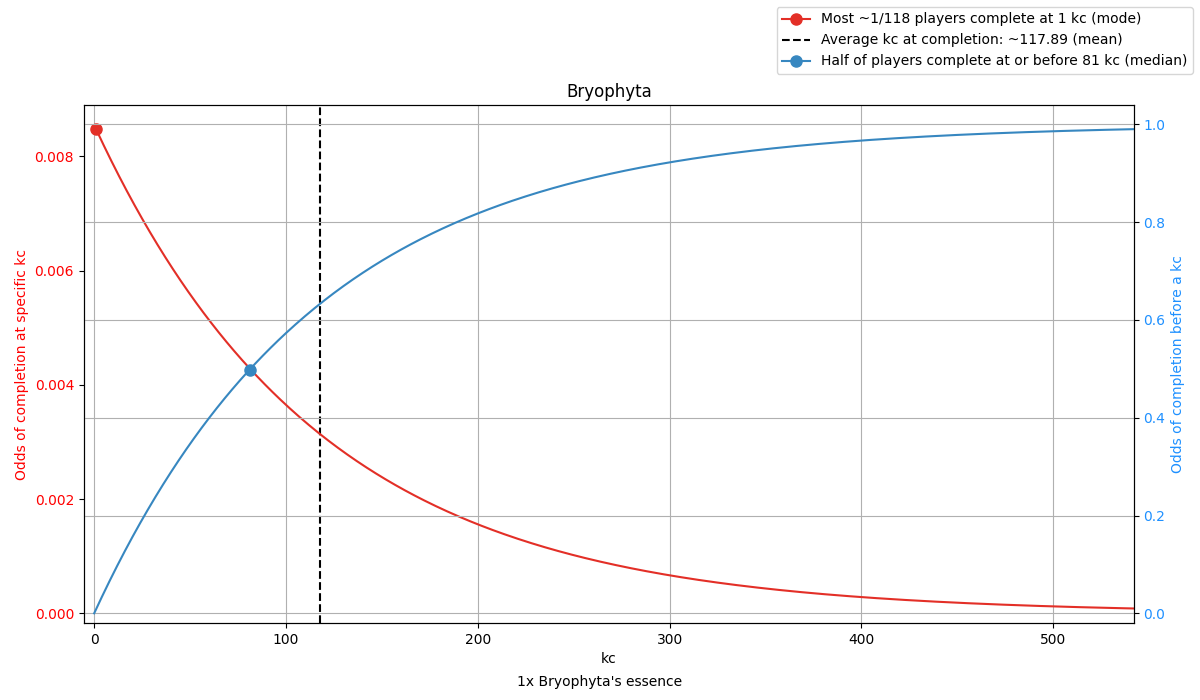 Most ~1/118 players complete at 1 kc (mode)
Average kc at completion: ~117.89 (mean)
Half of players complete at or before 81 kc (median)
Bryophyta
Odds of completion at specific kc
0.008
0.006
0.004
0.002
0.000
1.0
0.8
0.6
0.4
0.2
0.0
Odds of completion before a kc
0 100 200 300 400 500
kc
1x Bryophyta's essence